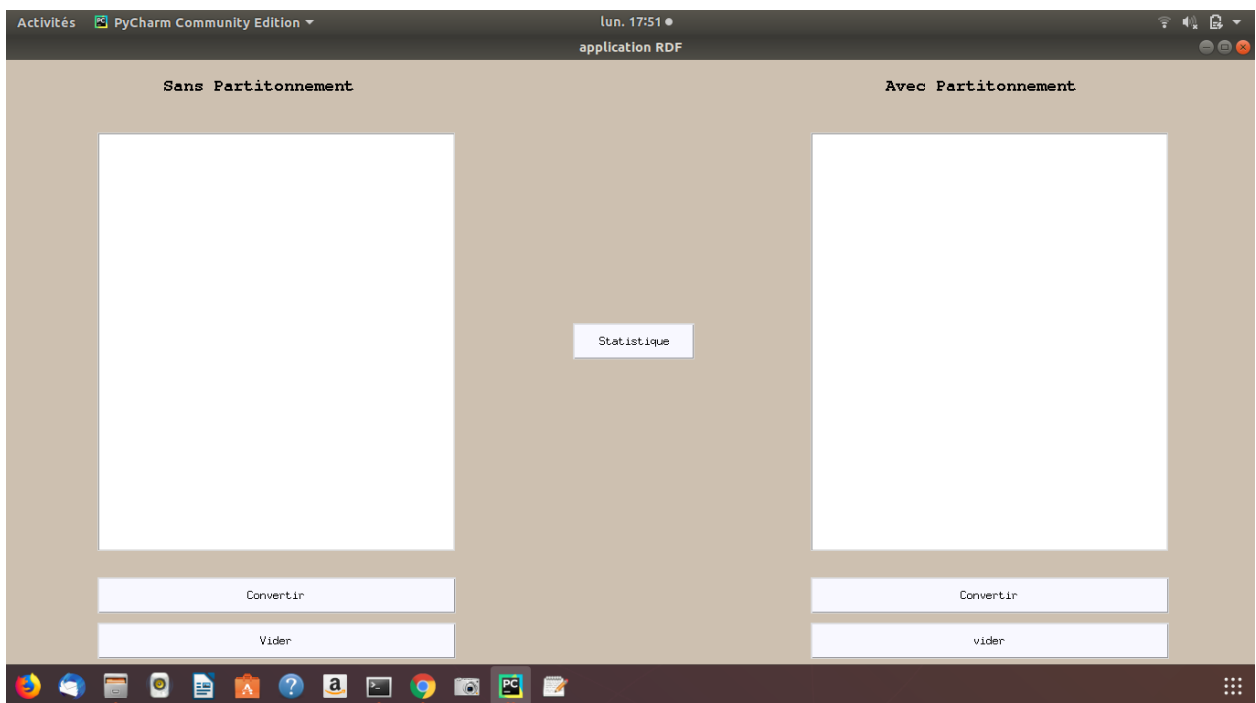 Activités PyCharm Community Edition lun. 17:51
application RDF
Sans Partitonnement Avec Partitonnement
Statistique
Convertir Convertir
Vider vider